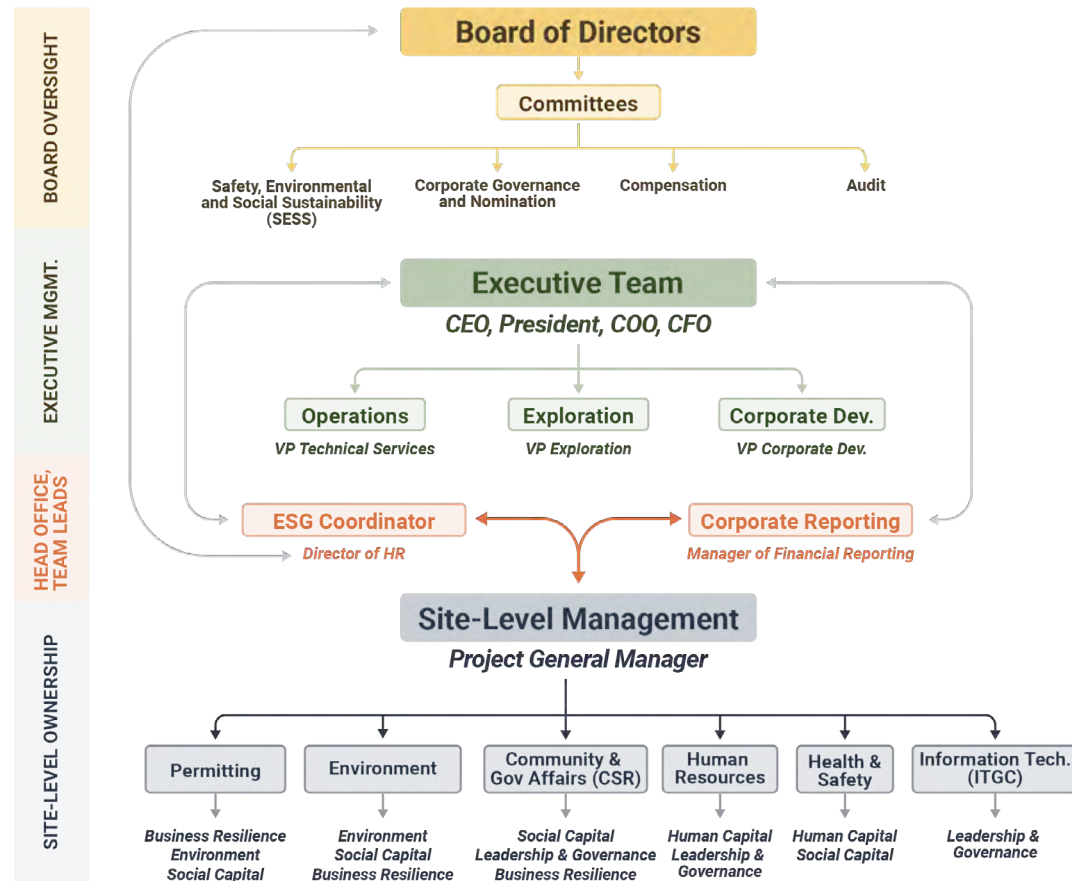 BOARD OVERSIGHT
Board of Directors
Committees
Safety, Environmental
and Social Sustainability
(SESS)
Corporate Governance
and Nomination
Compensation
Audit
EXECUTIVE MGMT.
Executive Team
CEO, President, COO, CFO
Operations
VP Technical Services
Exploration
VP Exploration
Corporate Dev.
VP Corporate Dev.
HEAD OFFICE,
TEAM LEADS
ESG Coordinator
Director of HR
Corporate Reporting
Manager of Financial Reporting
SITE-LEVEL OWNERSHIP
Site-Level Management
Project General Manager
Permitting
Business Resilience
Environment
Social Capital
Environment
Environment
Social Capital
Business Resilience
Community &
Gov Affairs (CSR)
Social Capital
Leadership & Governance
Business Resilience
Human
Resources
Human Capital
Leadership &
Governance
Health &
Safety
Human Capital
Social Capital
Information Tech.
(ITGC)
Leadership &
Governance